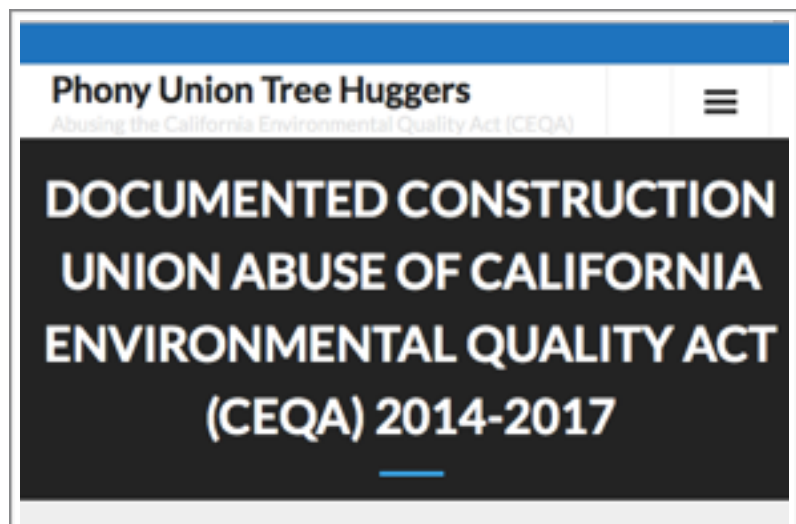 Phony Union Tree Huggers
Abusing the California Environmental Quality Act (CEQA)
DOCUMENTED CONSTRUCTION
UNION ABUSE OF CALIFORNIA
ENVIRONMENTAL QUALITY ACT
(CEQA) 2014-2017